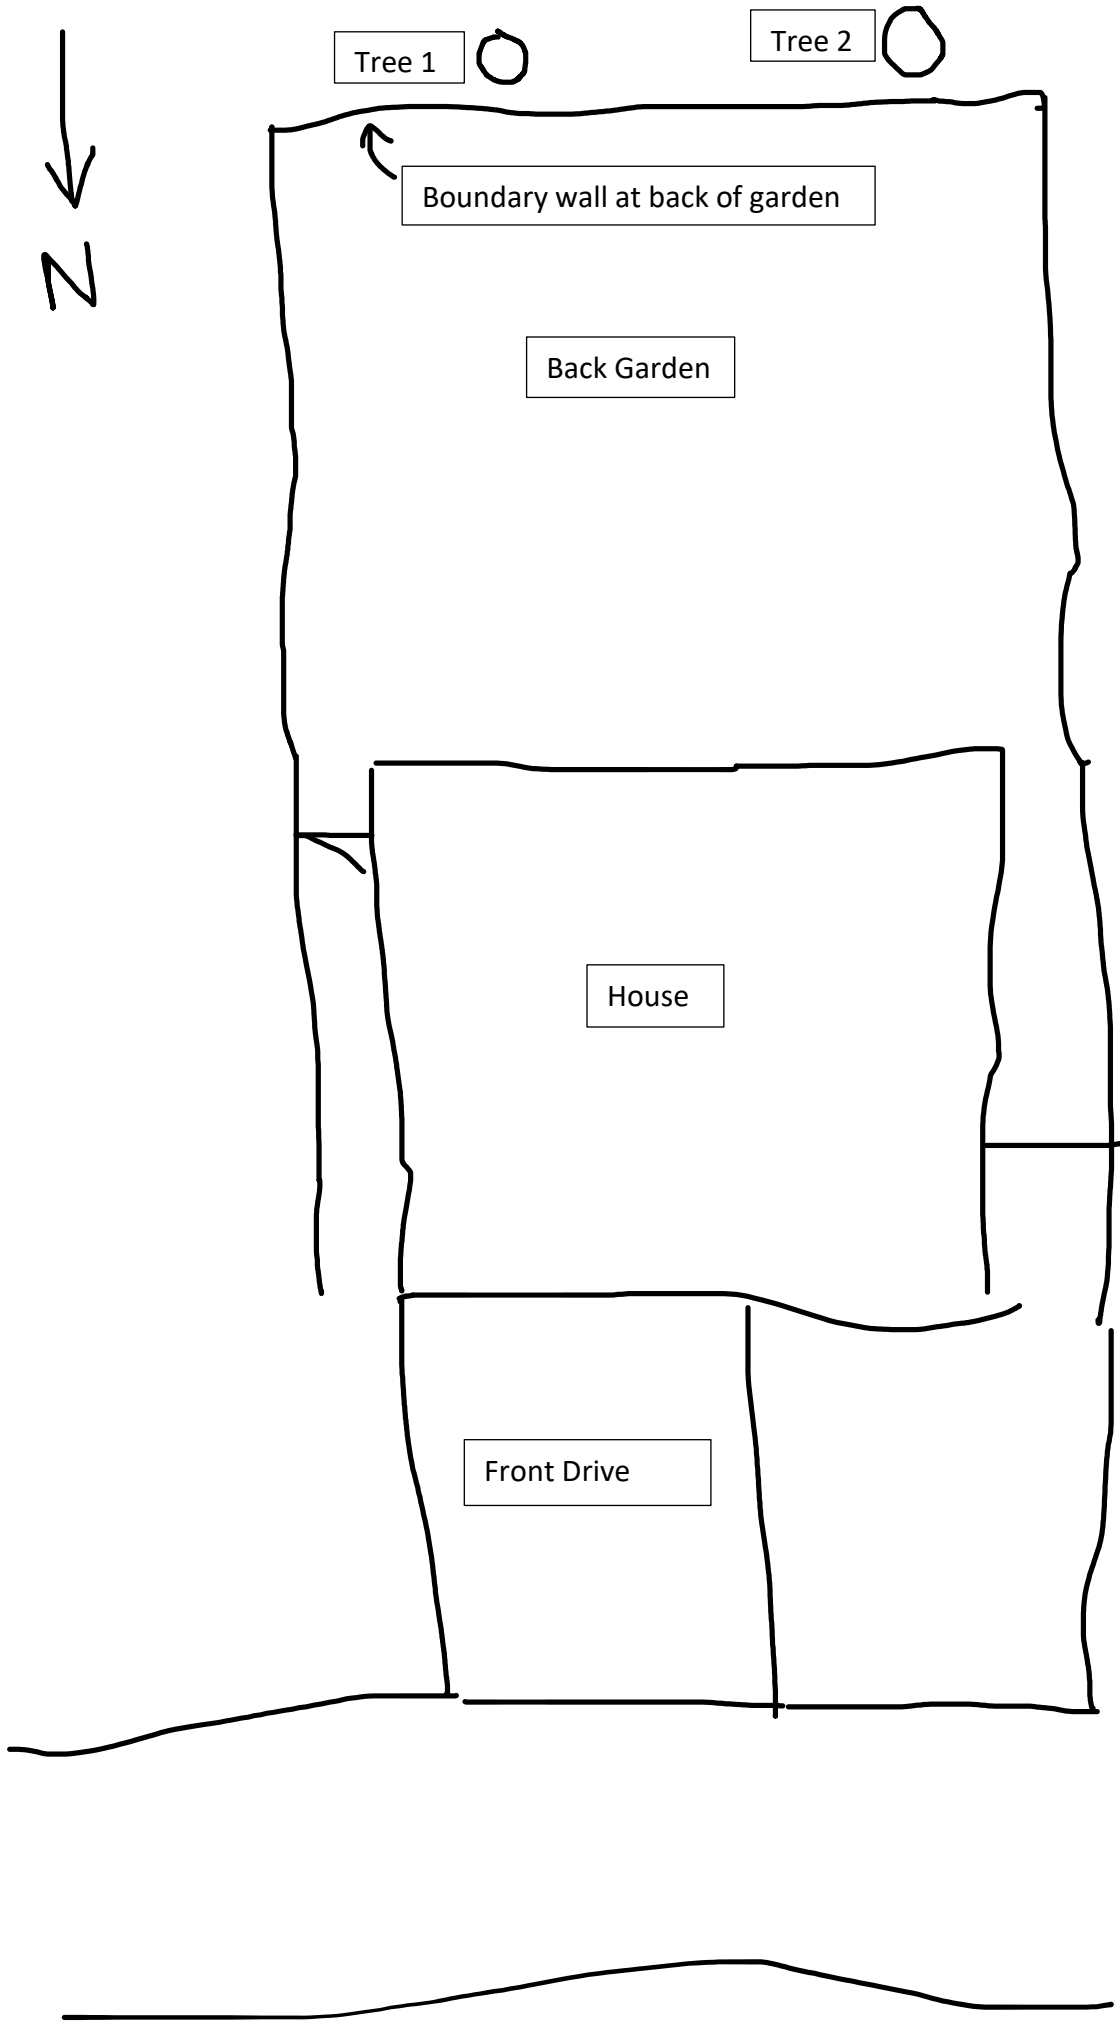 Tree 1
Tree 2
Boundary wall at back of garden
N
Back Garden
House
Front Drive